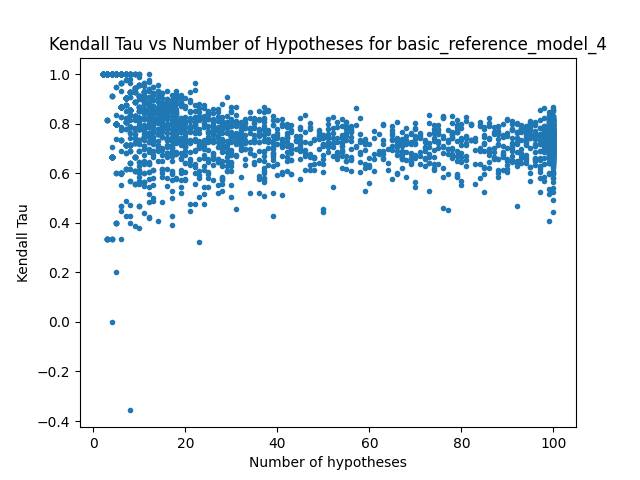 Kendall Tau vs Number of Hypotheses for basic_reference_model_4
1.0
0.8
0.6
0.4
0.2
0.0
−0.2
−0.4
Kendall Tau
0 20 40 60 80 100
Number of hypotheses